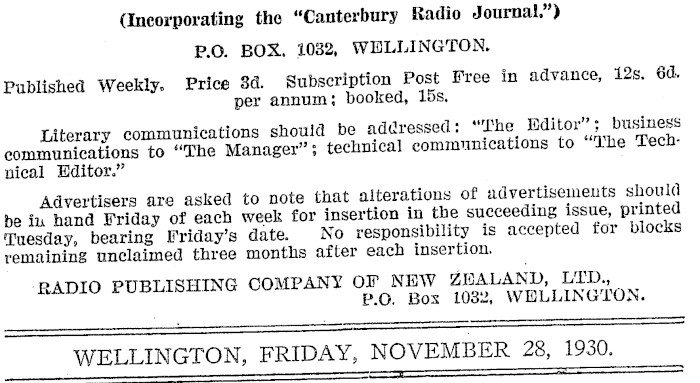 (Incorporating the "Canterbury Radio Journal.")
P.O. BOX. 1032, WELLINGTON.
Published Weekly. Price 3d. Subscription Post Free in advance, 12s. 6d.
per annum; booked, 15s.
Literary communications should be addressed: "The Editor"; business
communications to "The Manager"; technical communications to "The Tech-
nical Editor."
Advertisers are asked to note that alterations of advertisements should
be in hand Friday of each week for insertion in the succeeding issue, printed
Tuesday, bearing Friday's date. No responsibility is accepted for blocks
remaining unclaimed three months after each insertion.
RADIO PUBLISHING COMPANY OF NEW ZEALAND, LTD.,
P.O. Box 1032, WELLINGTON.
WELLINGTON, FRIDAY, NOVEMBER 28, 1930.